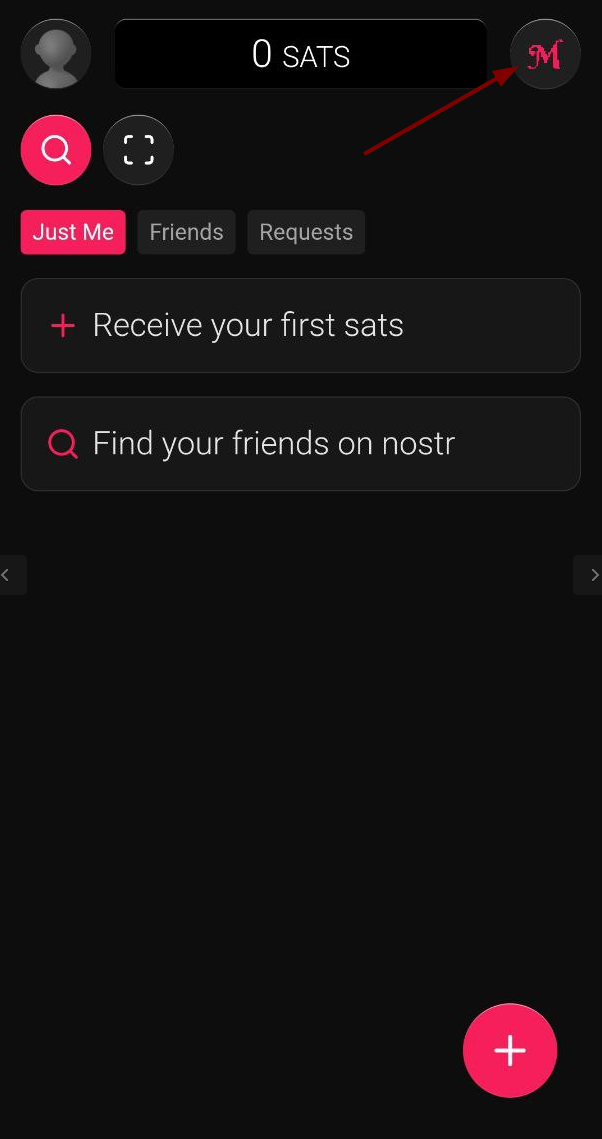 0 SATS
M
Just Me Friends Requests
Receive your first sats
Find your friends on nostr